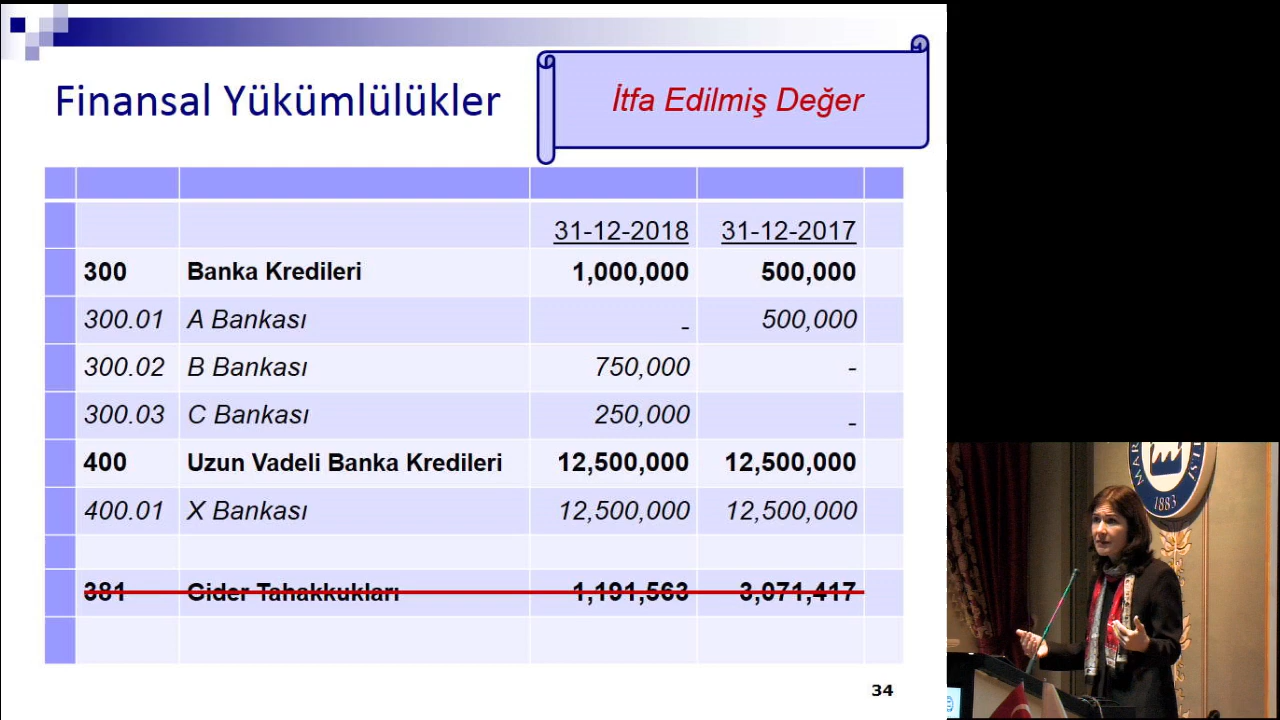 Finansal Yükümlülükler
İtfa Edilmiş Değer
31-12-2018 31-12-2017
300 Banka Kredileri 1,000,000 500,000
300.01 A Bankası - 500,000
300.02 B Bankası 750,000 -
300.03 C Bankası 250,000 -
400 Uzun Vadeli Banka Kredileri 12,500,000 12,500,000
400.01 X Bankası 12,500,000 12,500,000
381 Gider Tahakkukları 1,191,563 3,071,417
34
1883